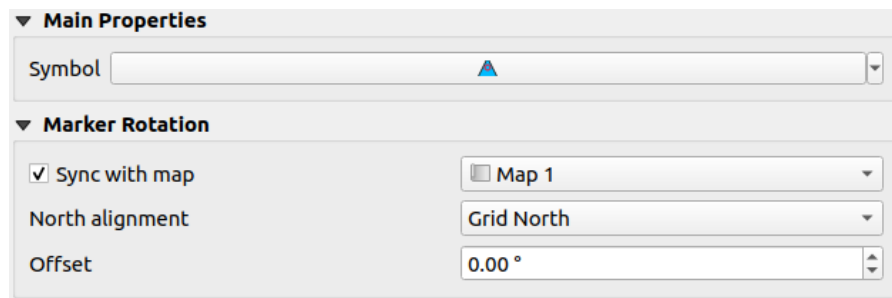 Main Properties
Symbol
Marker Rotation
Sync with map Map 1
North alignment Grid North
Offset 0.00 °